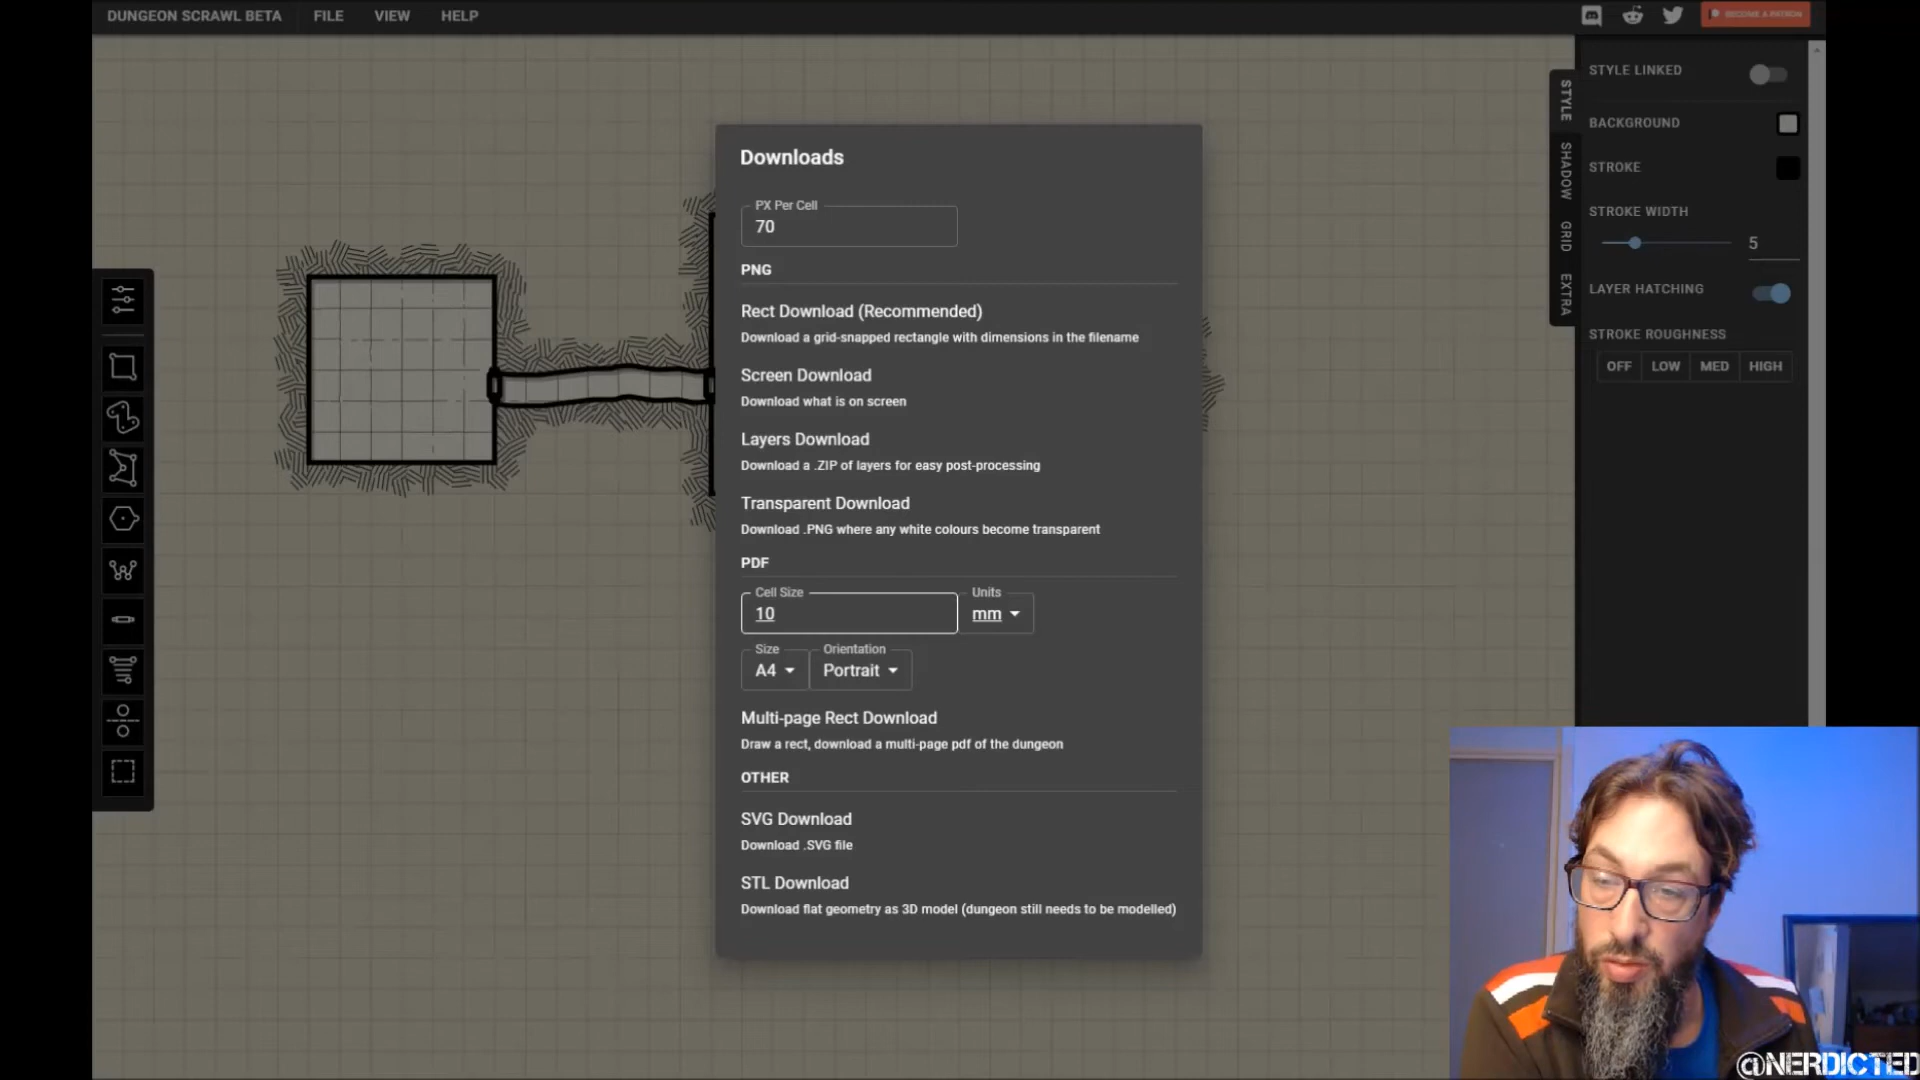 DUNGEON SCRAWL BETA FILE VIEW HELP
BECOME A PATRON
STYLE LINKED
BACKGROUND
STROKE
STROKE WIDTH
5
LAYER HATCHING
STROKE ROUGHNESS
OFF LOW MED HIGH
STYLE
SHADOW
GRID
EXTRA
Downloads
PX Per Cell
70
PNG
Rect Download (Recommended)
Download a grid-snapped rectangle with dimensions in the filename
Screen Download
Download what is on screen
Layers Download
Download a .ZIP of layers for easy post-processing
Transparent Download
Download .PNG where any white colours become transparent
PDF
Cell Size Units
10 mm
Size Orientation
A4 Portrait
Multi-page Rect Download
Draw a rect, download a multi-page pdf of the dungeon
OTHER
SVG Download
Download .SVG file
STL Download
Download flat geometry as 3D model (dungeon still needs to be modelled)
@NERDICTED